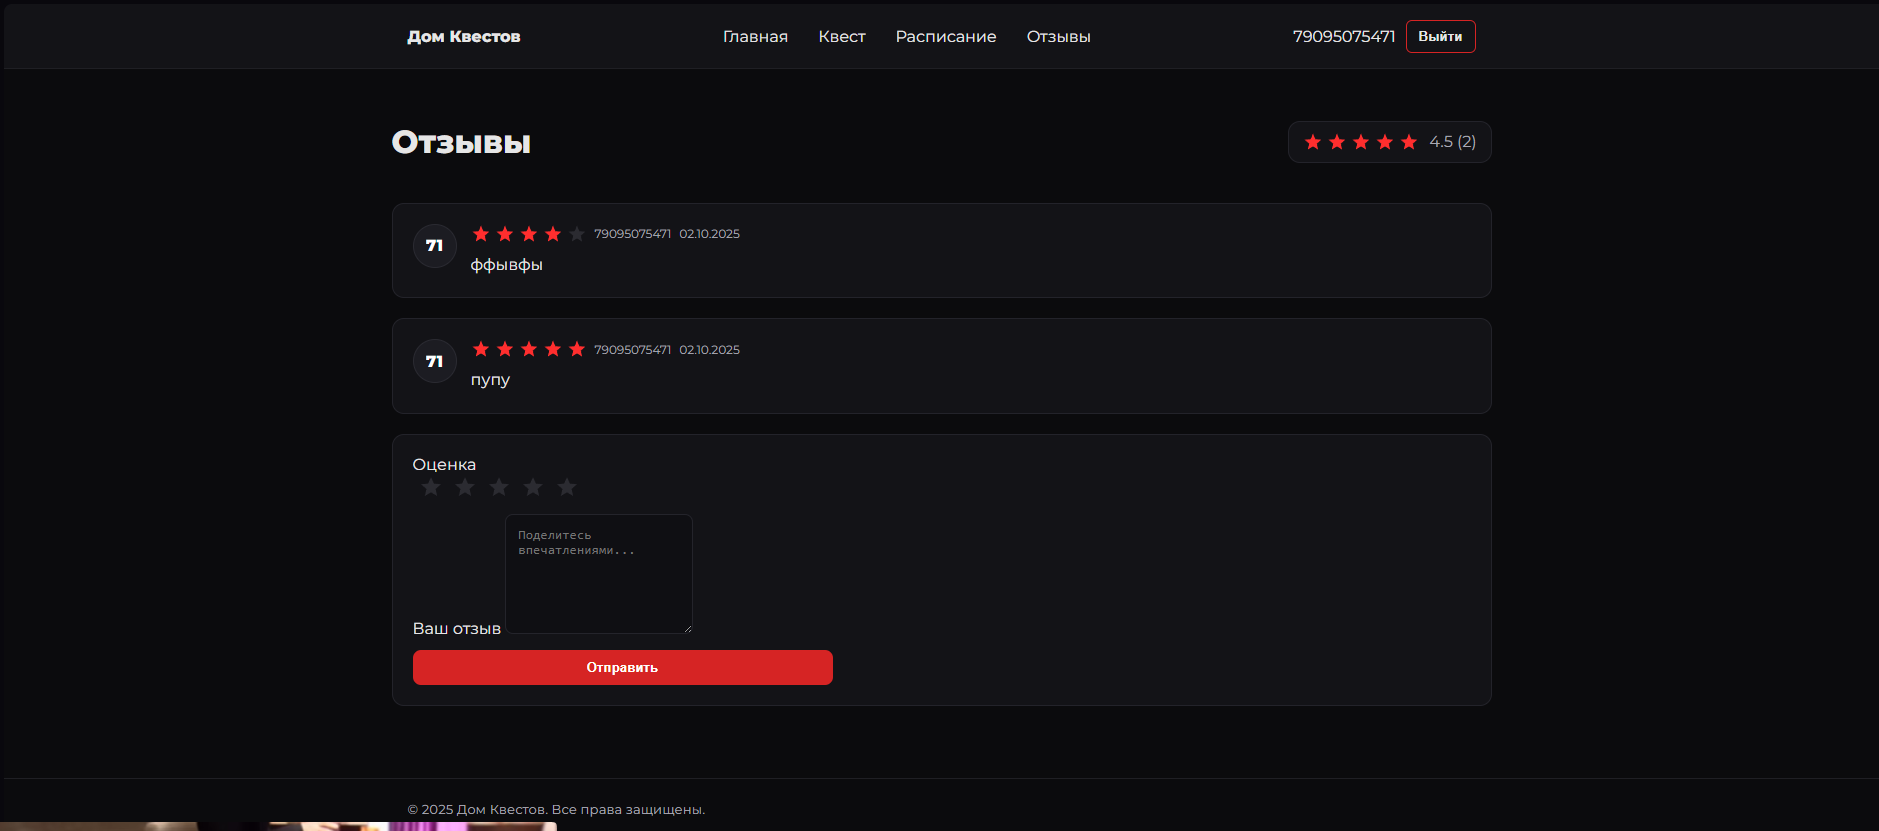 Дом Квестов
Главная
Квест
Расписание
Отзывы
79095075471
Выйти
Отзывы
4.5 (2)
71
79095075471 02.10.2025
ффывфы
71
79095075471 02.10.2025
пупу
Оценка
Поделитесь
впечатлениями...
Ваш отзыв
Отправить
© 2025 Дом Квестов. Все права защищены.